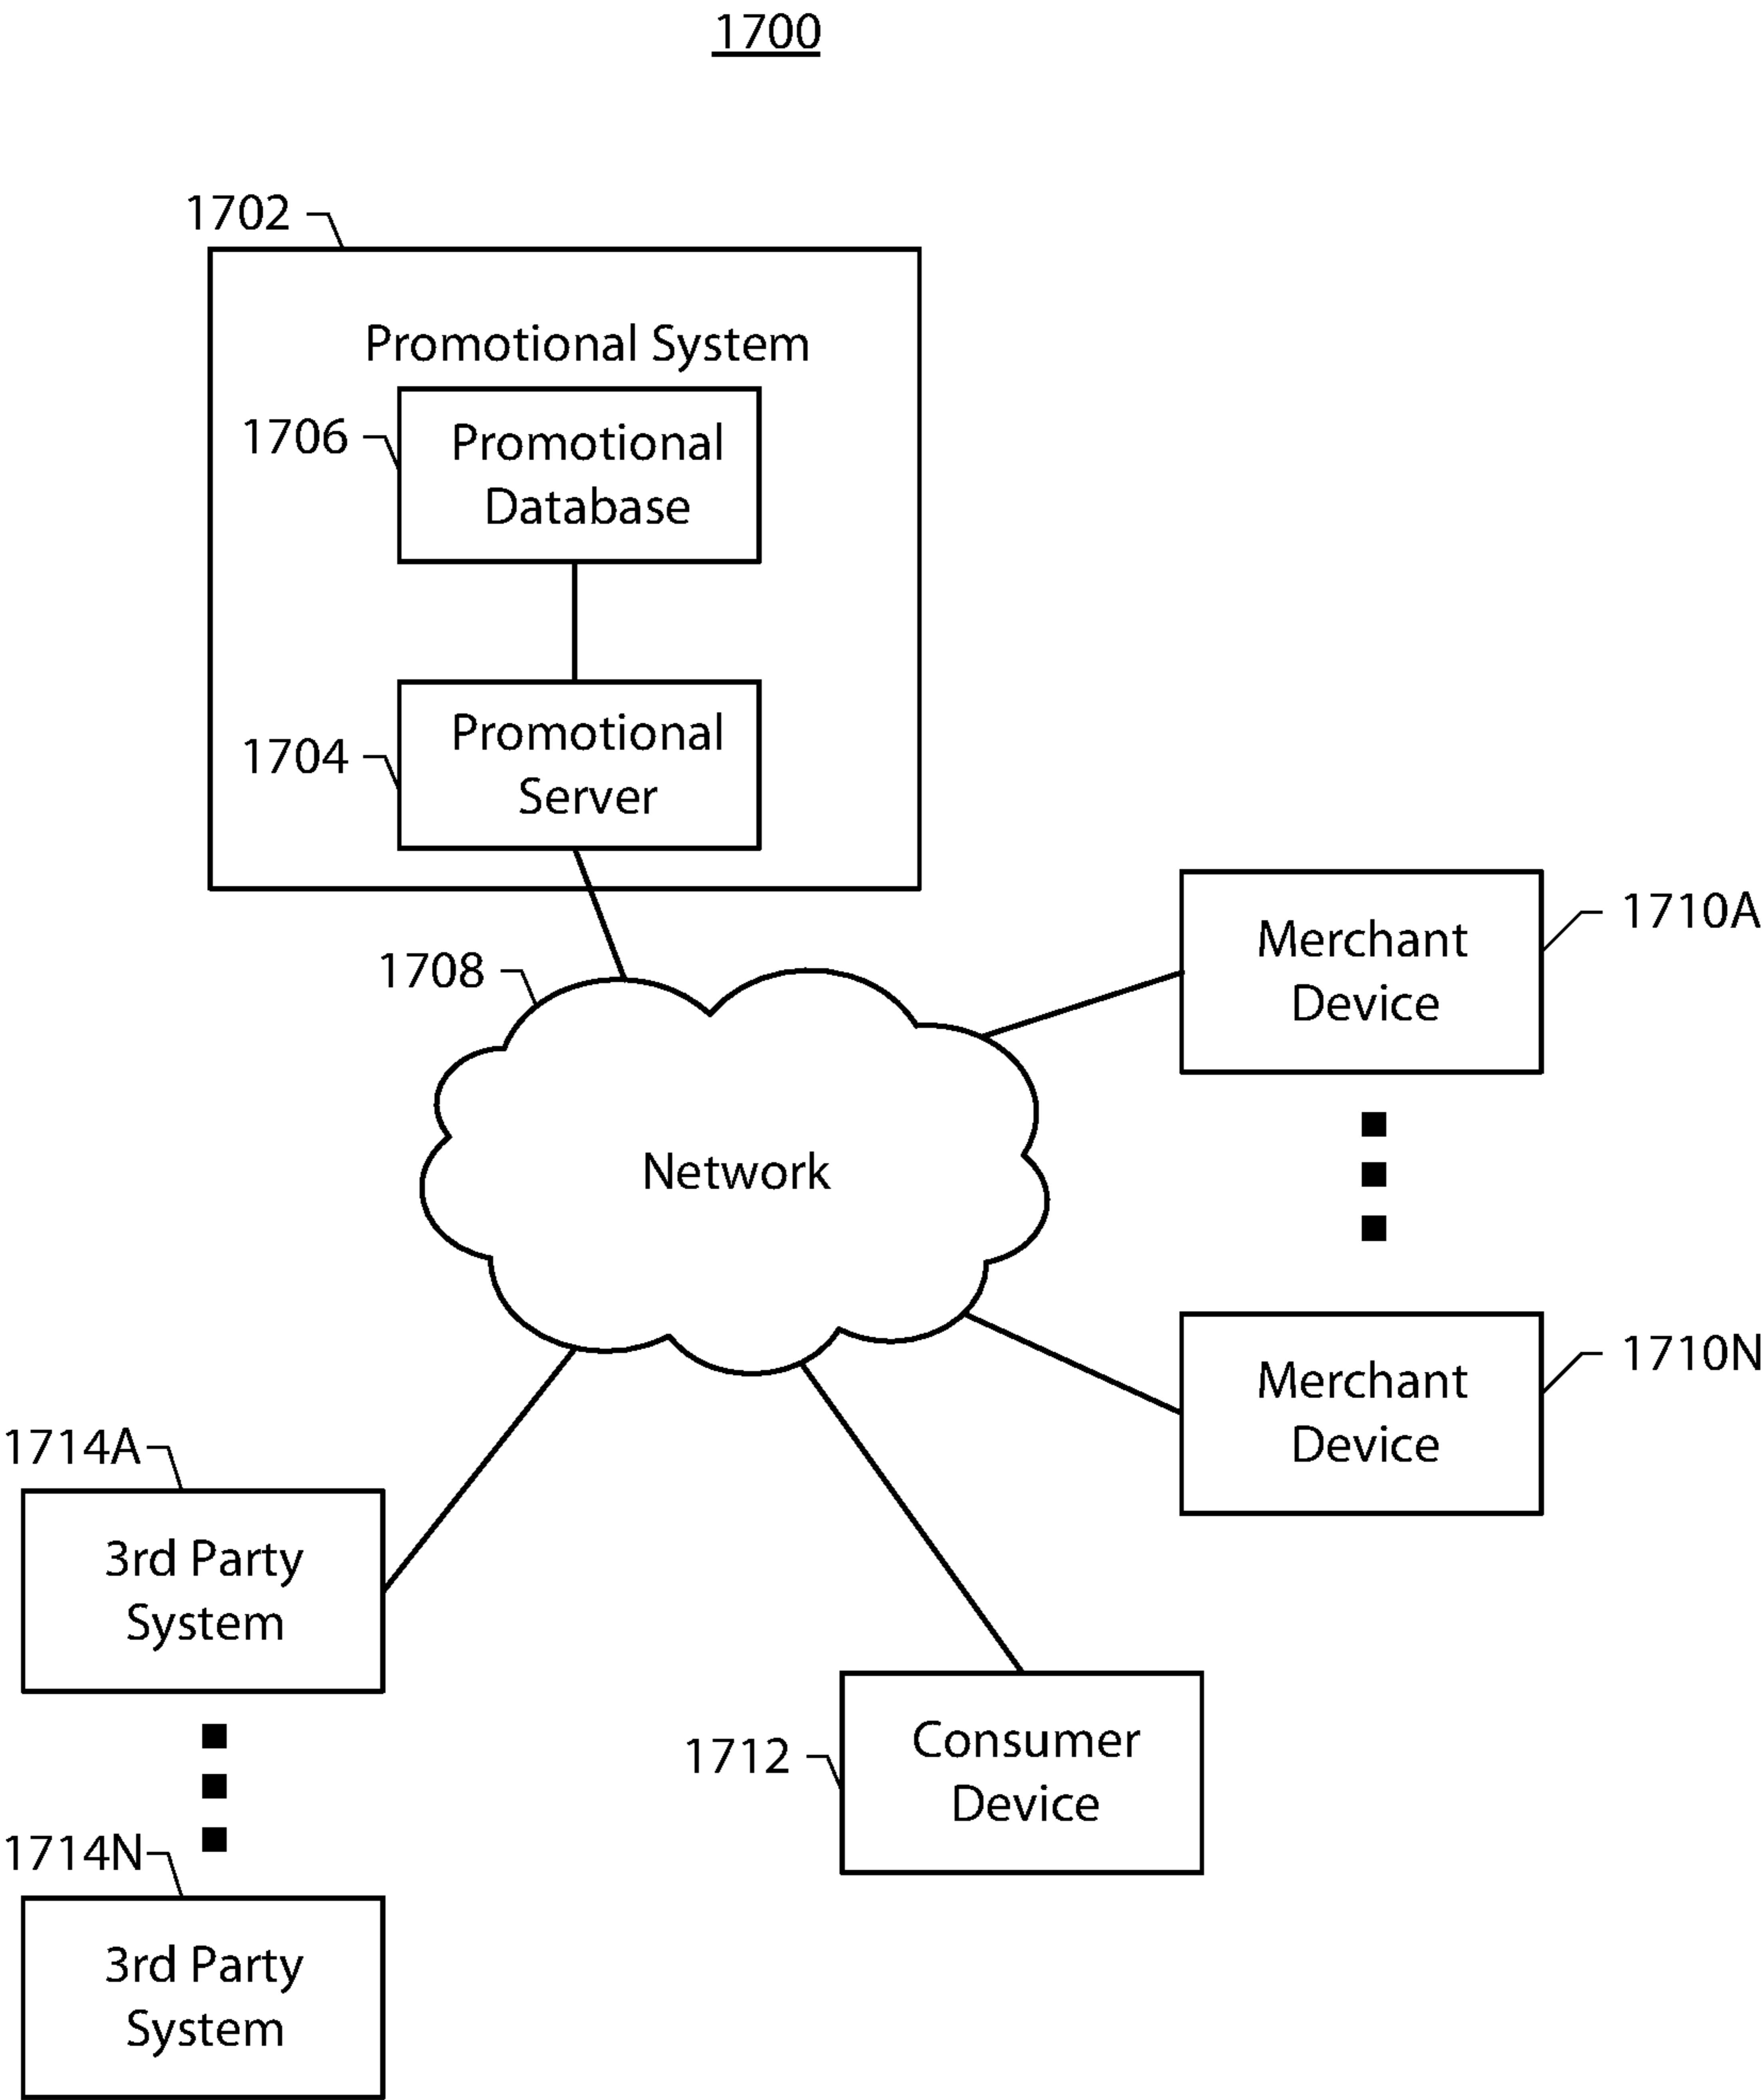 1700
1702
Promotional System
1706
Promotional
Database
1704
Promotional
Server
1710A
Merchant
Device
1708
Network
1710N
Merchant
Device
1714A
3rd Party
System
1712
Consumer
Device
1714N
3rd Party
System